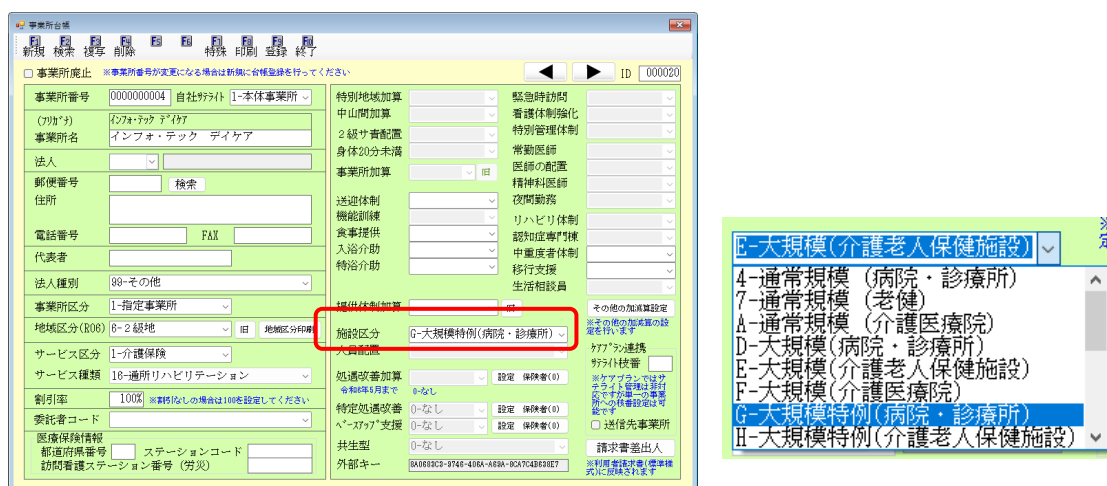 事業所台帳
F1 F2 F3 F4 F5 F6 F7 F8 F9 F10
新規 検索 複写 削除 特殊 印刷 登録 終了
事業所廃止 ※事業所番号が変更になる場合は新規に台帳登録を行ってください ID 000020
事業所番号 0000000004 自社ｻﾃﾗｲﾄ 1-本体事業所
(ﾌﾘｶﾞﾅ) ｲﾝﾌｫ･ﾃｯｸ ﾃﾞｲｹｱ
事業所名 インフォ・テック デイケア
法人
郵便番号 検索
住所
電話番号 FAX
代表者
法人種別 99-その他
事業所区分 1-指定事業所
地域区分(R06) 6-2級地 旧 地域区分印刷
サービス区分 1-介護保険
サービス種類 16-通所リハビリテーション
割引率 100% ※割引なしの場合は100を設定してください
委託者コード
医療保険情報
都道府県番号 ステーションコード
訪問看護ステーション番号（労災）
特別地域加算
中山間加算
２級サ責配置
身体20分未満
事業所加算 旧
送迎体制
機能訓練
食事提供
入浴介助
特浴介助
提供体制加算 旧
施設区分 G-大規模特例(病院・診療所)
人員配置
処遇改善加算 設定 保険者(0)
令和6年5月まで 0-なし
特定処遇改善 0-なし 設定 保険者(0)
ﾍﾞｰｽｱｯﾌﾟ支援 0-なし 設定 保険者(0)
共生型 0-なし
外部キー
緊急時訪問
看護体制強化
特別管理体制
常勤医師
医師の配置
精神科医師
夜間勤務
リハビリ体制
認知症専門棟
中重度者体制
移行支援
生活相談員
その他の加減算設定
※その他の加減算の設
定を行います
ｹｱﾌﾟﾗﾝ連携
ｻﾃﾗｲﾄ枝番
※ケアプランではサ
テライト管理は非対
応ですが単一の事業
所への枝番設定は可
能です
送信先事業所
請求書差出人
※利用者請求書(標準様
式)に反映されます
E-大規模(介護老人保健施設)
4-通常規模（病院・診療所）
7-通常規模（老健）
A-通常規模（介護医療院）
D-大規模(病院・診療所)
E-大規模(介護老人保健施設)
F-大規模(介護医療院)
G-大規模特例(病院・診療所)
H-大規模特例(介護老人保健施設)